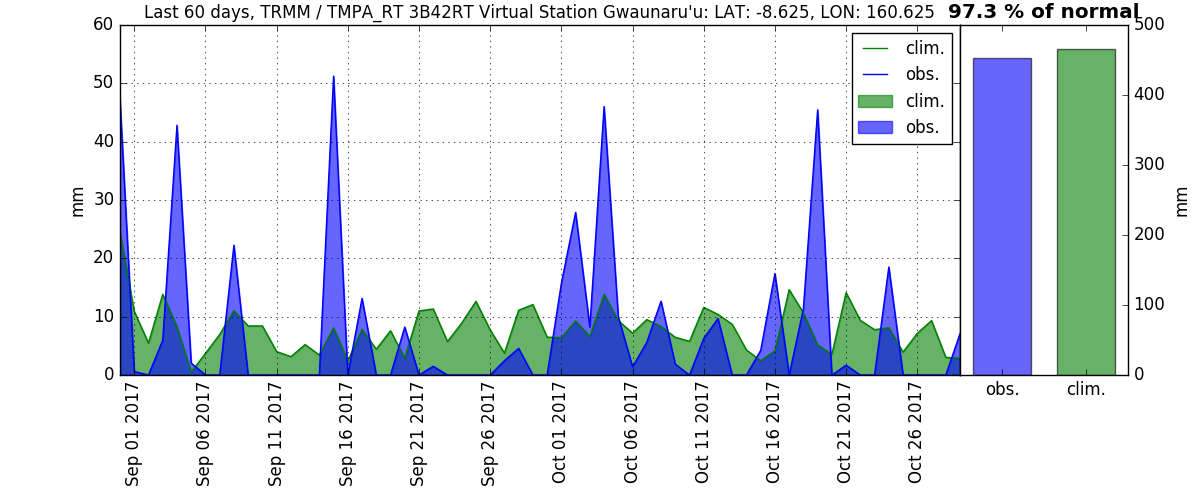 Last 60 days, TRMM / TMPA_RT 3B42RT Virtual Station Gwaunaru'u: LAT: -8.625, LON: 160.625
97.3 % of normal
clim.
obs.
clim.
obs.
60
50
40
30
20
10
0
mm
Sep 01 2017
Sep 06 2017
Sep 11 2017
Sep 16 2017
Sep 21 2017
Sep 26 2017
Oct 01 2017
Oct 06 2017
Oct 11 2017
Oct 16 2017
Oct 21 2017
Oct 26 2017
500
400
300
200
100
0
mm
obs.
clim.